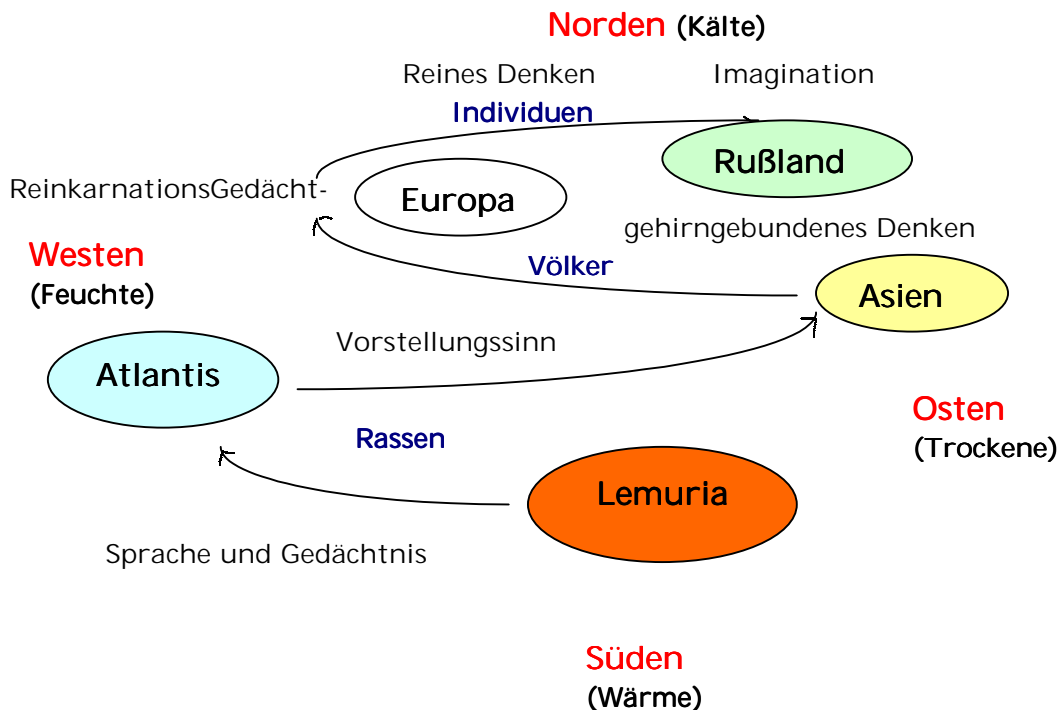 Norden (Kälte)
Reines Denken Imagination
Individuen
Rußland
ReinkarnationsGedächt-
Europa
gehirngebundenes Denken
Westen
(Feuchte)
Völker
Asien
Vorstellungssinn
Atlantis
Osten
(Trockene)
Rassen
Lemuria
Sprache und Gedächtnis
Süden
(Wärme)